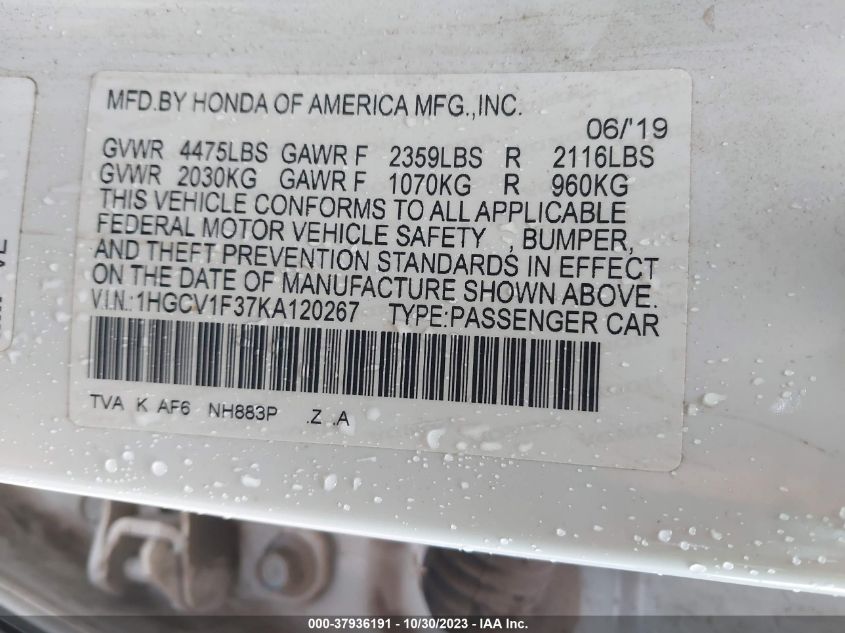 MFD.BY HONDA OF AMERICA MFG.,INC.
06/'19
GVWR 4475LBS GAWR F 2359LBS R 2116LBS
GVWR 2030KG GAWR F 1070KG R 960KG
THIS VEHICLE CONFORMS TO ALL APPLICABLE
FEDERAL MOTOR VEHICLE SAFETY , BUMPER,
AND THEFT PREVENTION STANDARDS IN EFFECT
ON THE DATE OF MANUFACTURE SHOWN ABOVE.
V.I.N.:1HGCV1F37KA120267 TYPE:PASSENGER CAR
TVA K AF6 NH883P .Z .A
000-37936191 - 10/30/2023 - IAA Inc.